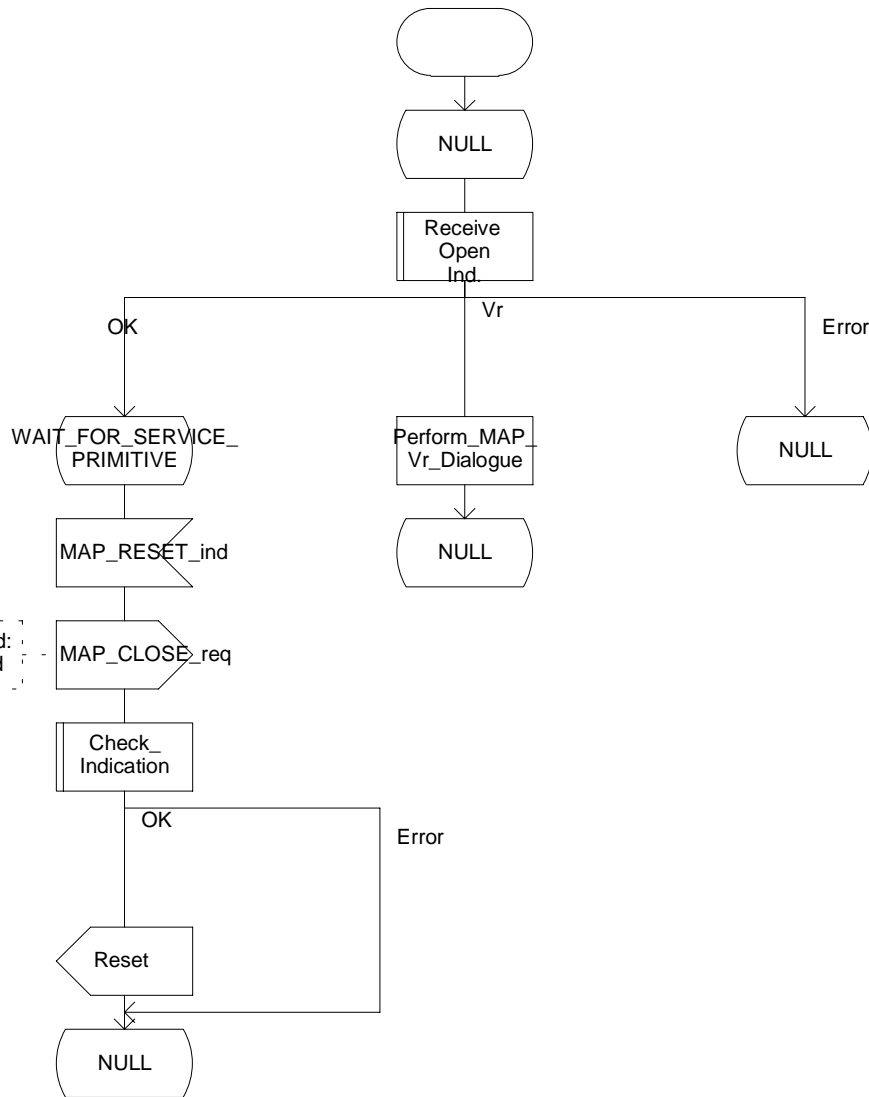 NULL
Receive
Open
Ind.
Vr
OK
Error
WAIT_FOR_SERVICE_
PRIMITIVE
Perform_MAP_
Vr_Dialogue
NULL
MAP_RESET_ind
NULL
d:
d
MAP_CLOSE_req
Check_
Indication
OK
Error
Reset
NULL